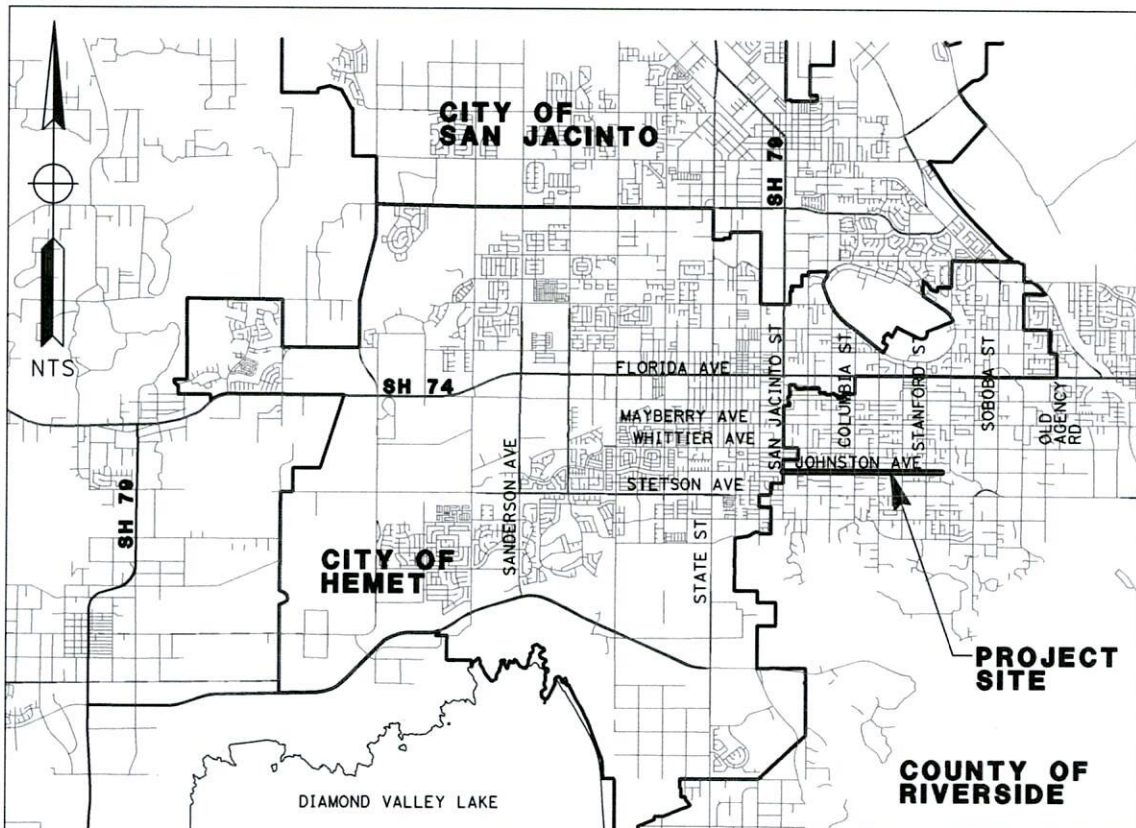 CITY OF
SAN JACINTO
SH 79
NTS
FLORIDA AVE
SH 74
SAN JACINTO ST
COLUMBIA ST
STANFORD ST
SOBOBA ST
OLD
AGENCY
RD.
MAYBERRY AVE
WHITTIER AVE
JOHNSTON AVE
STETSON AVE
SANDERSON AVE
STATE ST
SH 79
CITY OF
HEMET
PROJECT
SITE
COUNTY OF
RIVERSIDE
DIAMOND VALLEY LAKE